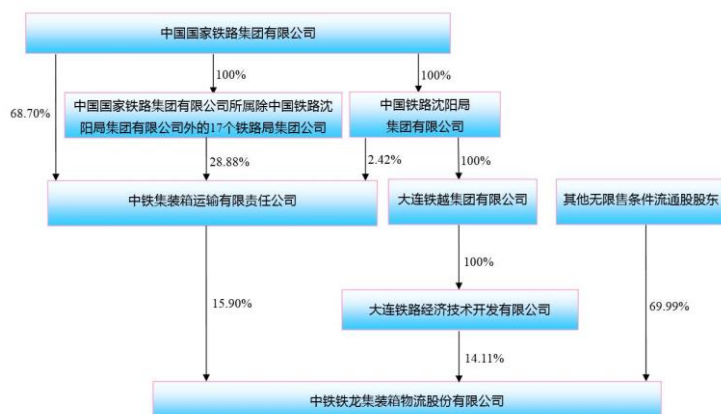 中国国家铁路集团有限公司
100%
100%
68.70%
中国国家铁路集团有限公司所属除中国铁路沈
阳局集团有限公司外的17个铁路局集团公司
中国铁路沈阳局
集团有限公司
28.88%
2.42%
100%
中铁集装箱运输有限责任公司
大连铁越集团有限公司
其他无限售条件流通股股东
100%
15.90%
大连铁路经济技术开发有限公司
69.99%
14.11%
中铁铁龙集装箱物流股份有限公司